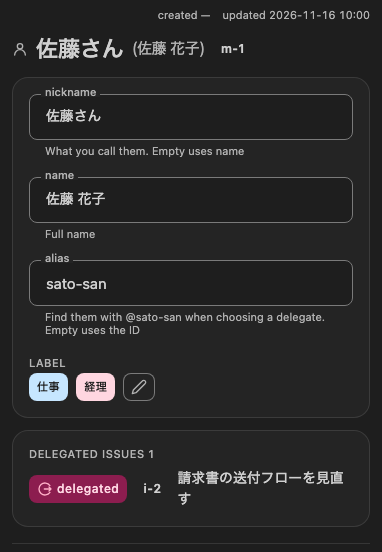 created — updated 2026-11-16 10:00
佐藤さん (佐藤 花子) m-1
nickname
佐藤さん
What you call them. Empty uses name
name
佐藤 花子
Full name
alias
sato-san
Find them with @sato-san when choosing a delegate.
Empty uses the ID
LABEL
仕事 経理
DELEGATED ISSUES 1
delegated i-2 請求書の送付フローを見直
す